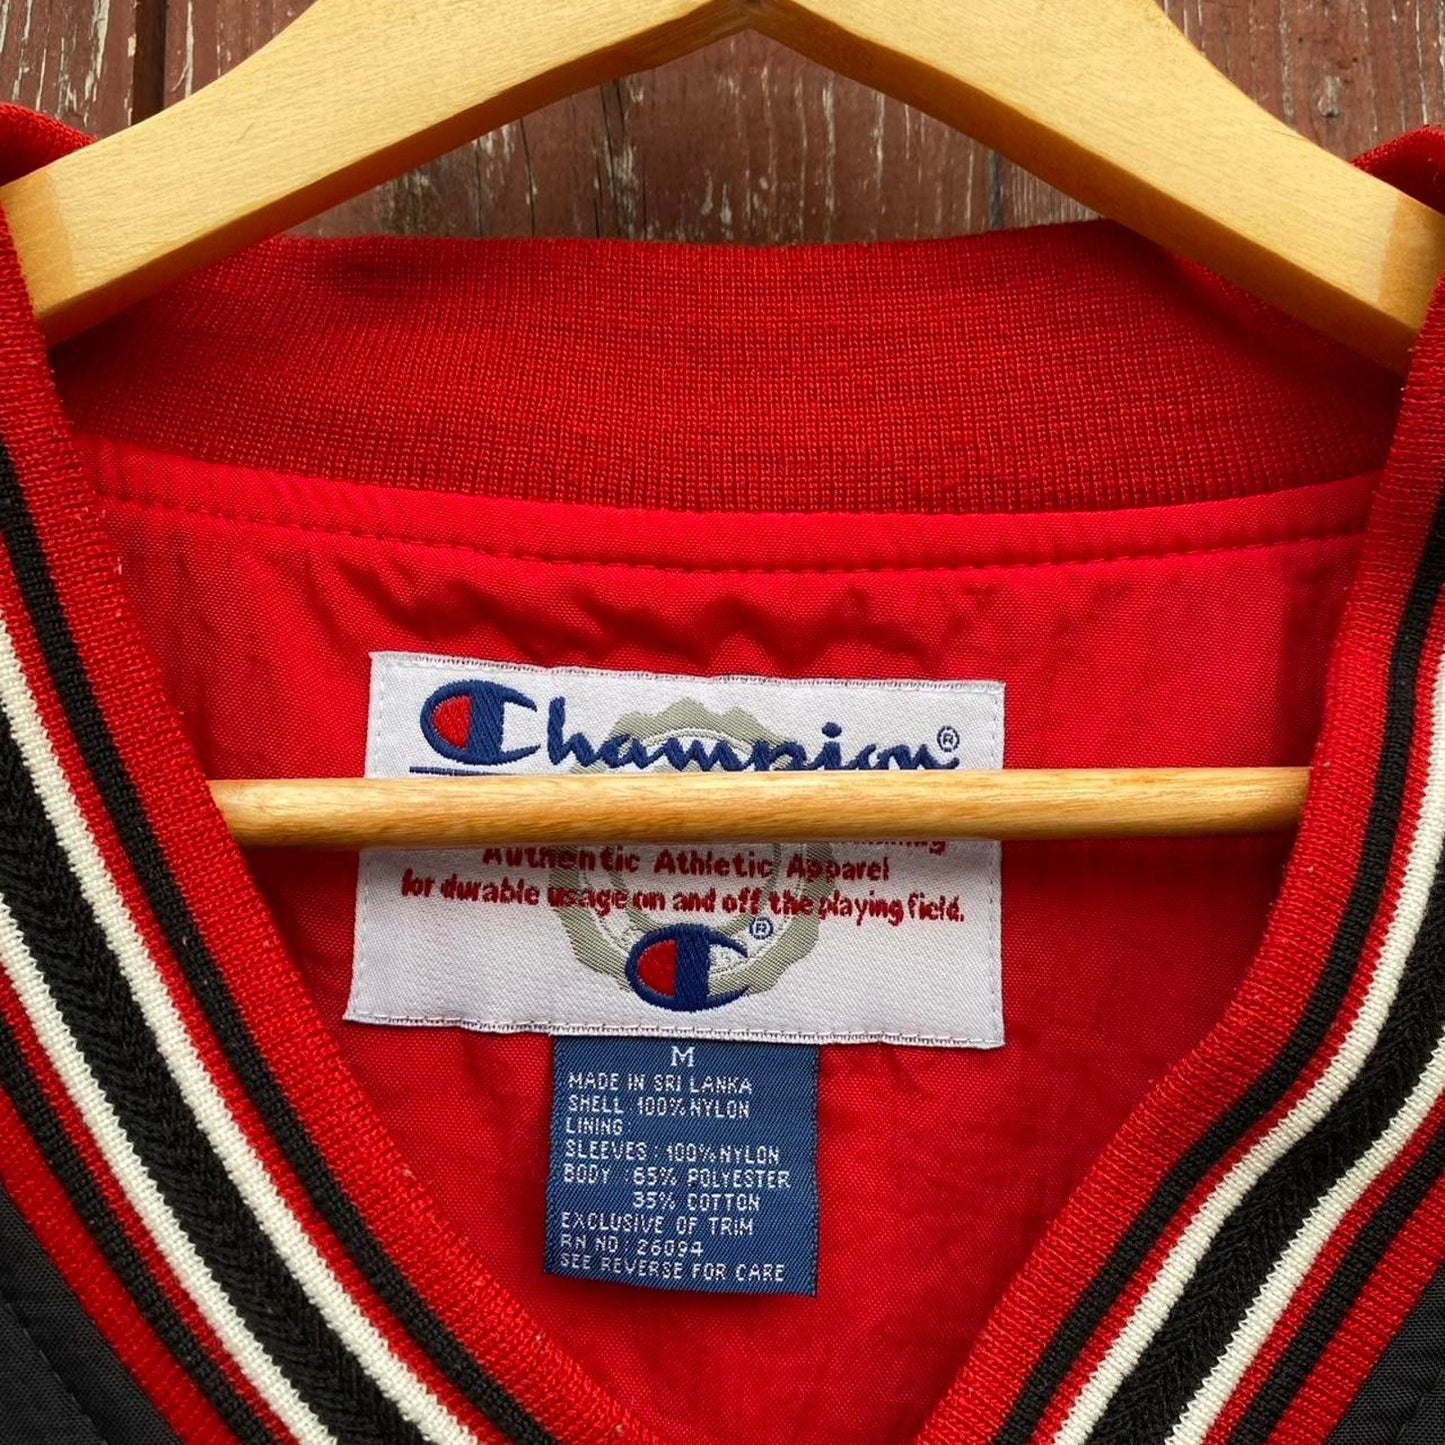 Champion®
Authentic Athletic Apparel
for durable usage on and off the playing field.
®
M
MADE IN SRI LANKA
SHELL 100% NYLON
LINING
SLEEVES : 100% NYLON
BODY : 65% POLYESTER
35% COTTON
EXCLUSIVE OF TRIM
RN NO : 26094
SEE REVERSE FOR CARE